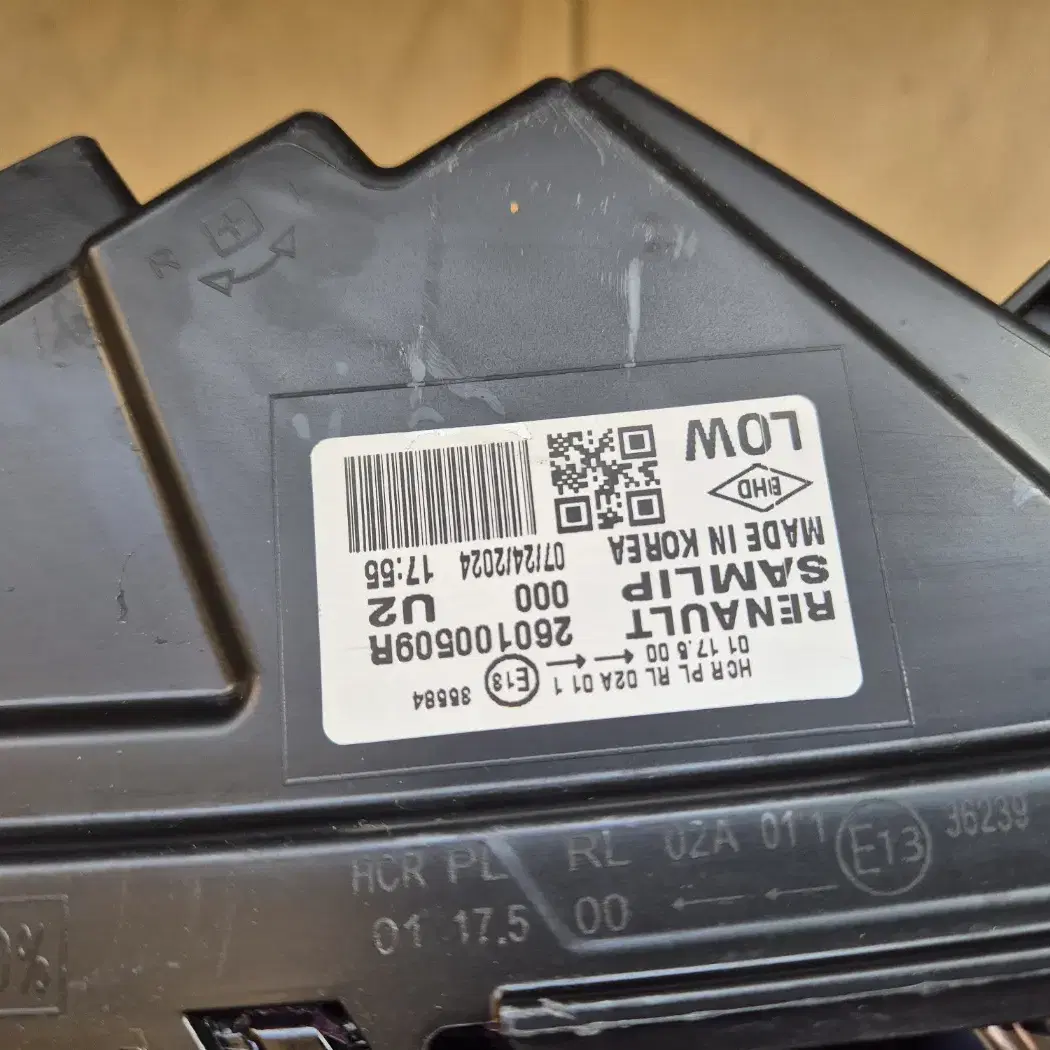 HCR PL RL 02A 01 1 → → E13 35584
01 17.5 00 →
RENAULT 260100509R
SAMLIP 000 U2
MADE IN KOREA 07/24/2024 17:55
BHD
LOW
HCR PL RL 02A 01 1 E13 36239
01 17.5 00 ← ←